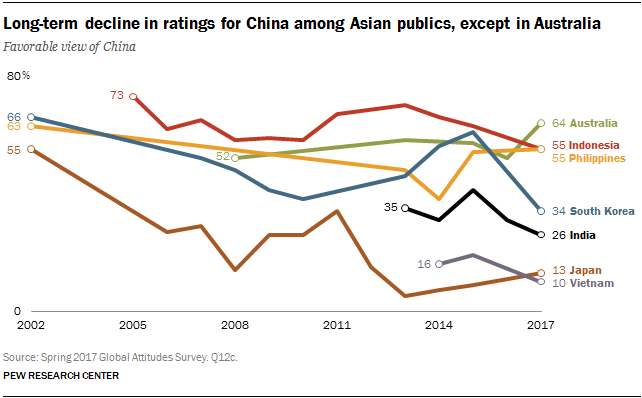 Long-term decline in ratings for China among Asian publics, except in Australia
Favorable view of China
80%
73
66
63
55
52
64 Australia
55 Indonesia
55 Philippines
35
34 South Korea
26 India
16
13 Japan
10 Vietnam
0
2002 2005 2008 2011 2014 2017
Source: Spring 2017 Global Attitudes Survey. Q12c.
PEW RESEARCH CENTER